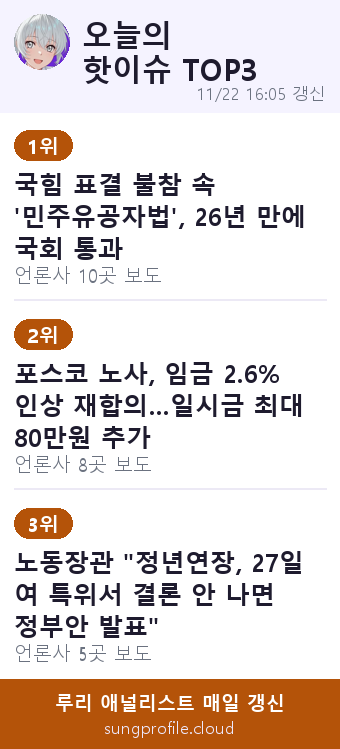 오늘의
핫이슈 TOP3
11/22 16:05 갱신
1위
국힘 표결 불참 속
'민주유공자법', 26년 만에
국회 통과
언론사 10곳 보도
2위
포스코 노사, 임금 2.6%
인상 재합의...일시금 최대
80만원 추가
언론사 8곳 보도
3위
노동장관 "정년연장, 27일
여 특위서 결론 안 나면
정부안 발표"
언론사 5곳 보도
루리 애널리스트 매일 갱신
sungprofile.cloud